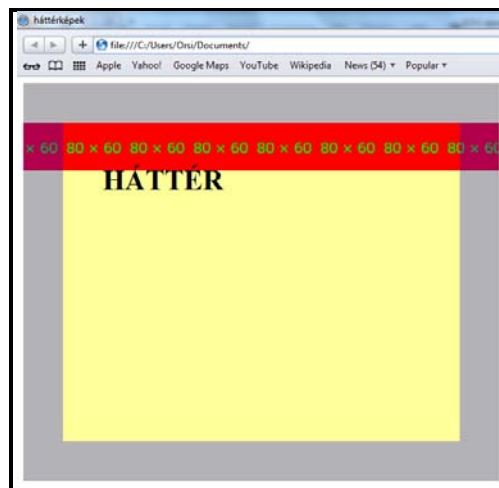 háttérképek
file:///C:/Users/Orsi/Documents/
Apple Yahoo! Google Maps YouTube Wikipedia News (54) ▾ Popular ▾
× 60 80 × 60 80 × 60 80 × 60 80 × 60 80 × 60 80 × 60 80 × 60
HÁTTÉR